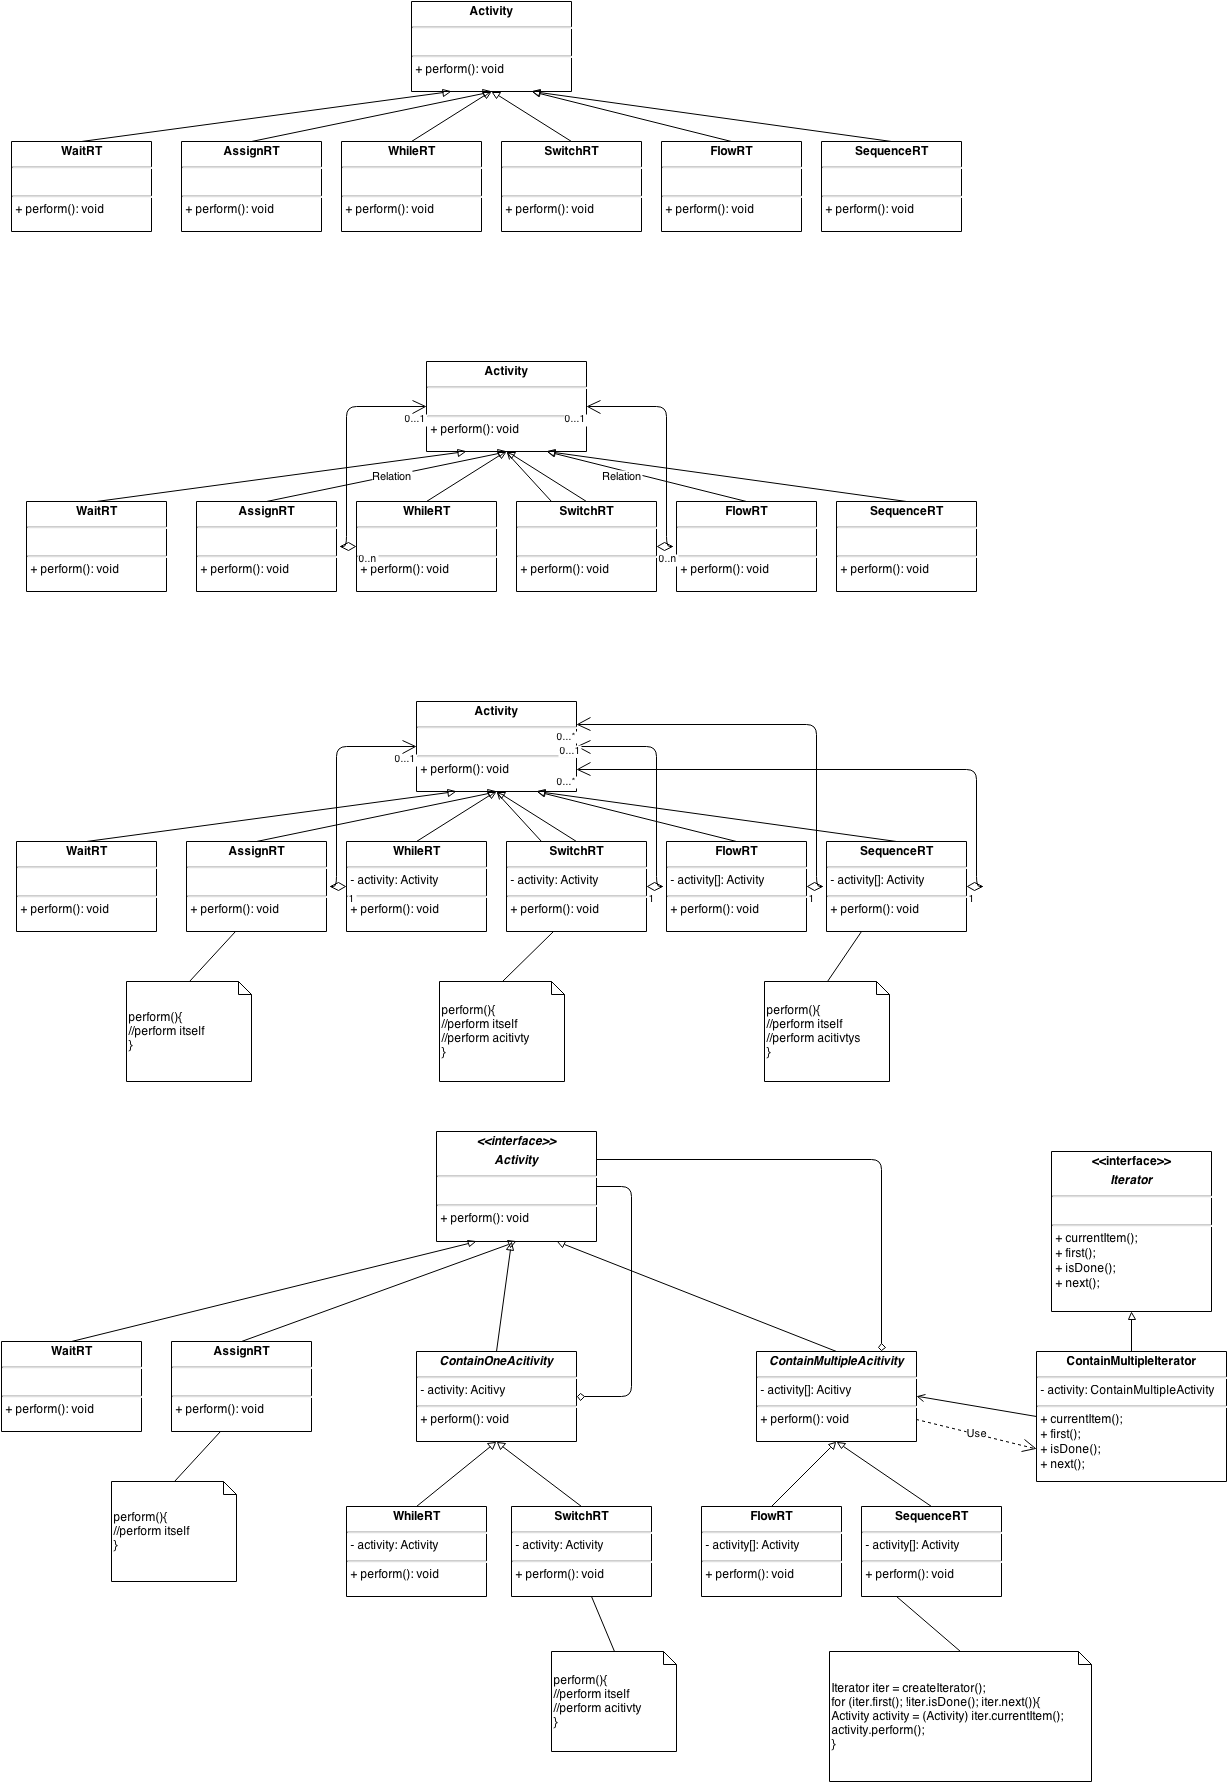 Activity
+ perform(): void
WaitRT
AssignRT
WhileRT
SwitchRT
FlowRT
SequenceRT
+ perform(): void
+ perform(): void
+ perform(): void
+ perform(): void
+ perform(): void
+ perform(): void
Activity
0...1
0...1
+ perform(): void
Relation
Relation
WaitRT
AssignRT
WhileRT
SwitchRT
FlowRT
SequenceRT
0..n
0..n
+ perform(): void
+ perform(): void
+ perform(): void
+ perform(): void
+ perform(): void
+ perform(): void
Activity
0...*
0...1
0...1
+ perform(): void
0...*
WaitRT
AssignRT
WhileRT
SwitchRT
FlowRT
SequenceRT
- activity: Activity
- activity: Activity
- activity[]: Activity
- activity[]: Activity
1
1
1
1
+ perform(): void
+ perform(): void
+ perform(): void
+ perform(): void
+ perform(): void
+ perform(): void
perform(){
//perform itself
}
perform(){
//perform itself
//perform acitivty
}
perform(){
//perform itself
//perform acitivtys
}
<<interface>>
Activity
+ perform(): void
<<interface>>
Iterator
+ currentItem();
+ first();
+ isDone();
+ next();
WaitRT
+ perform(): void
AssignRT
+ perform(): void
ContainOneAcitivity
- activity: Acitivy
+ perform(): void
ContainMultipleAcitivity
- activity[]: Acitivy
+ perform(): void
Use
ContainMultipleIterator
- activity: ContainMultipleActivity
+ currentItem();
+ first();
+ isDone();
+ next();
perform(){
//perform itself
}
WhileRT
- activity: Activity
+ perform(): void
SwitchRT
- activity: Activity
+ perform(): void
FlowRT
- activity[]: Activity
+ perform(): void
SequenceRT
- activity[]: Activity
+ perform(): void
perform(){
//perform itself
//perform acitivty
}
Iterator iter = createIterator();
for (iter.first(); !iter.isDone(); iter.next()){
Activity activity = (Activity) iter.currentItem();
activity.perform();
}